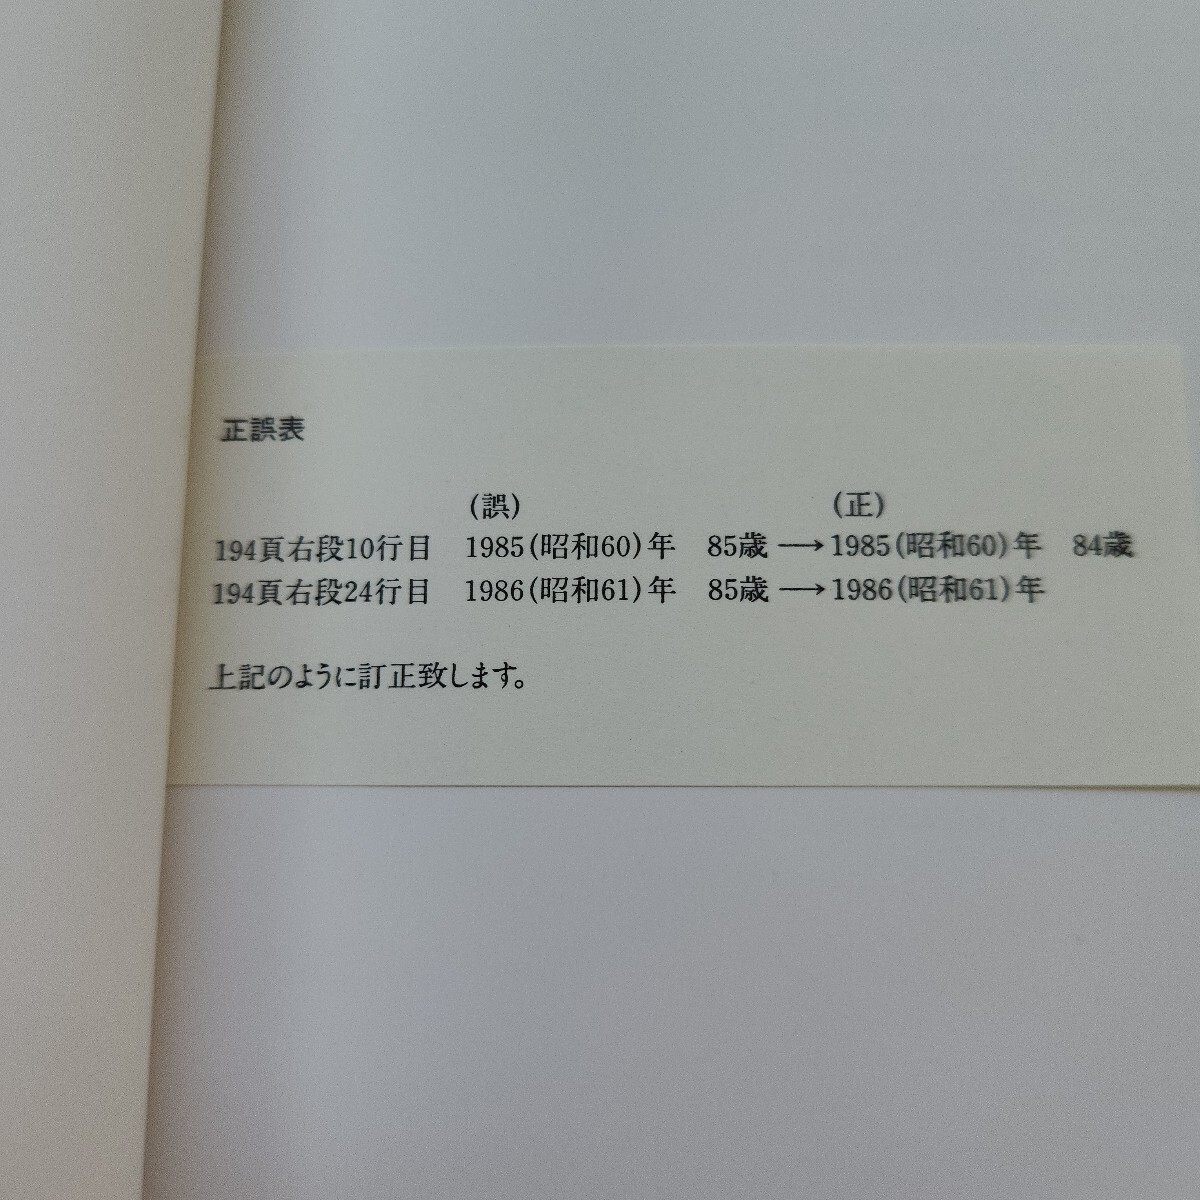 正誤表
(誤) (正)
194頁右段10行目 1985(昭和60)年 85歳 → 1985(昭和60)年 84歳
194頁右段24行目 1986(昭和61)年 85歳 → 1986(昭和61)年
上記のように訂正致します。